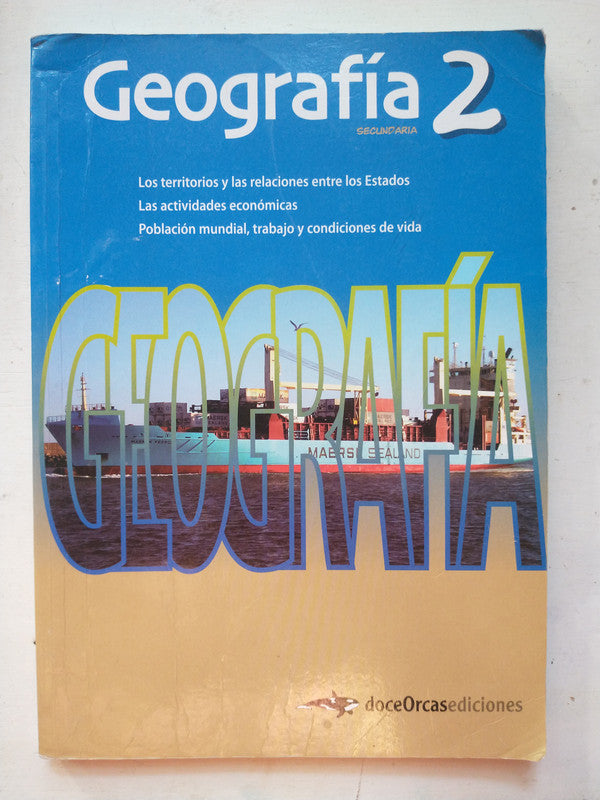 Geografía 2
SECUNDARIA
Los territorios y las relaciones entre los Estados
Las actividades económicas
Población mundial, trabajo y condiciones de vida
GEOGRAFÍA
MAERSK SEALAND
doceOrcasediciones